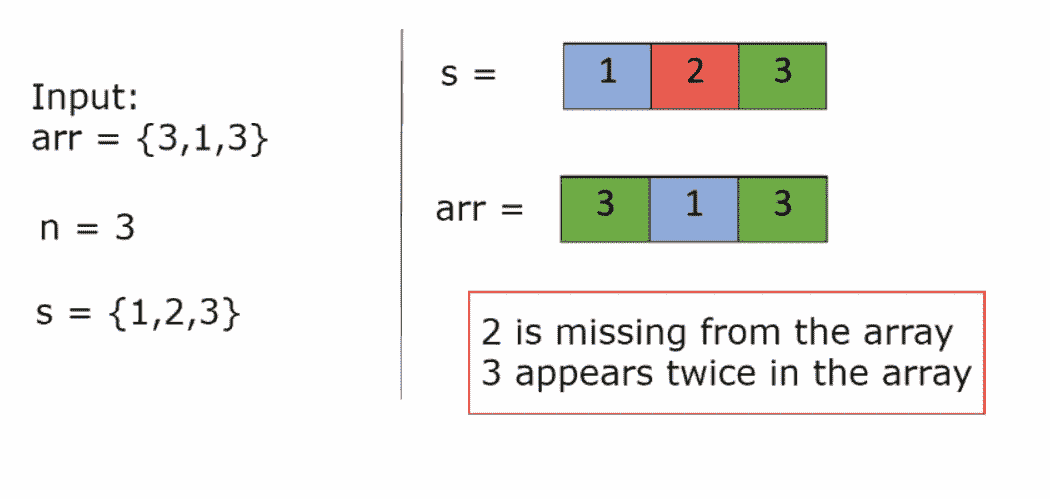 Input:
arr = {3,1,3}
n = 3
s = {1,2,3}
s = 1 2 3
arr = 3 1 3
2 is missing from the array
3 appears twice in the array